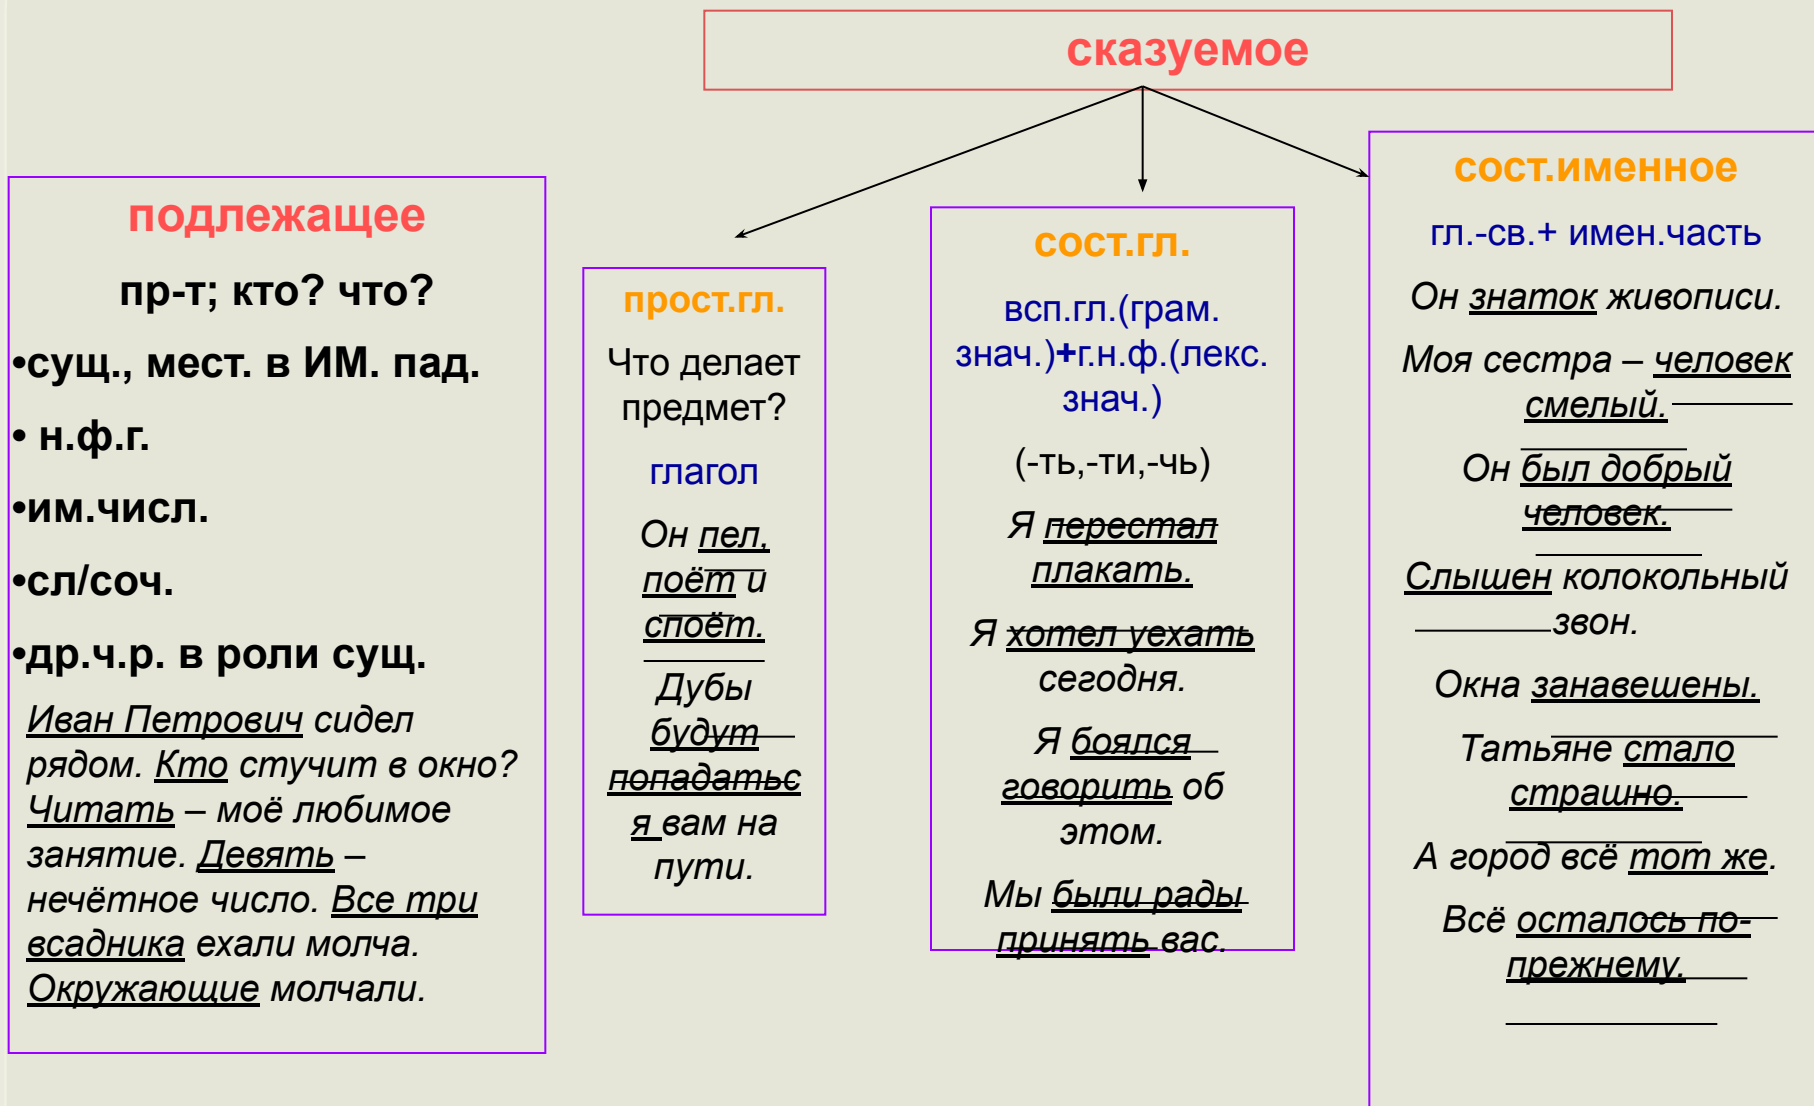 сказуемое
подлежащее
пр-т; кто? что?
•сущ., мест. в ИМ. пад.
• н.ф.г.
•им.числ.
•сл/соч.
•др.ч.р. в роли сущ.
Иван Петрович сидел
рядом. Кто стучит в окно?
Читать – моё любимое
занятие. Девять –
нечётное число. Все три
всадника ехали молча.
Окружающие молчали.
прост.гл.
Что делает
предмет?
глагол
Он пел,
поёт и
споёт.
Дубы
будут
попадатьс
я вам на
пути.
сост.гл.
всп.гл.(грам.
знач.)+г.н.ф.(лекс.
знач.)
(-ть,-ти,-чь)
Я перестал
плакать.
Я хотел уехать
сегодня.
Я боялся
говорить об
этом.
Мы были рады
принять вас.
сост.именное
гл.-св.+ имен.часть
Он знаток живописи.
Моя сестра – человек
смелый.
Он был добрый
человек.
Слышен колокольный
звон.
Окна занавешены.
Татьяне стало
страшно.
А город всё тот же.
Всё осталось по-
прежнему.